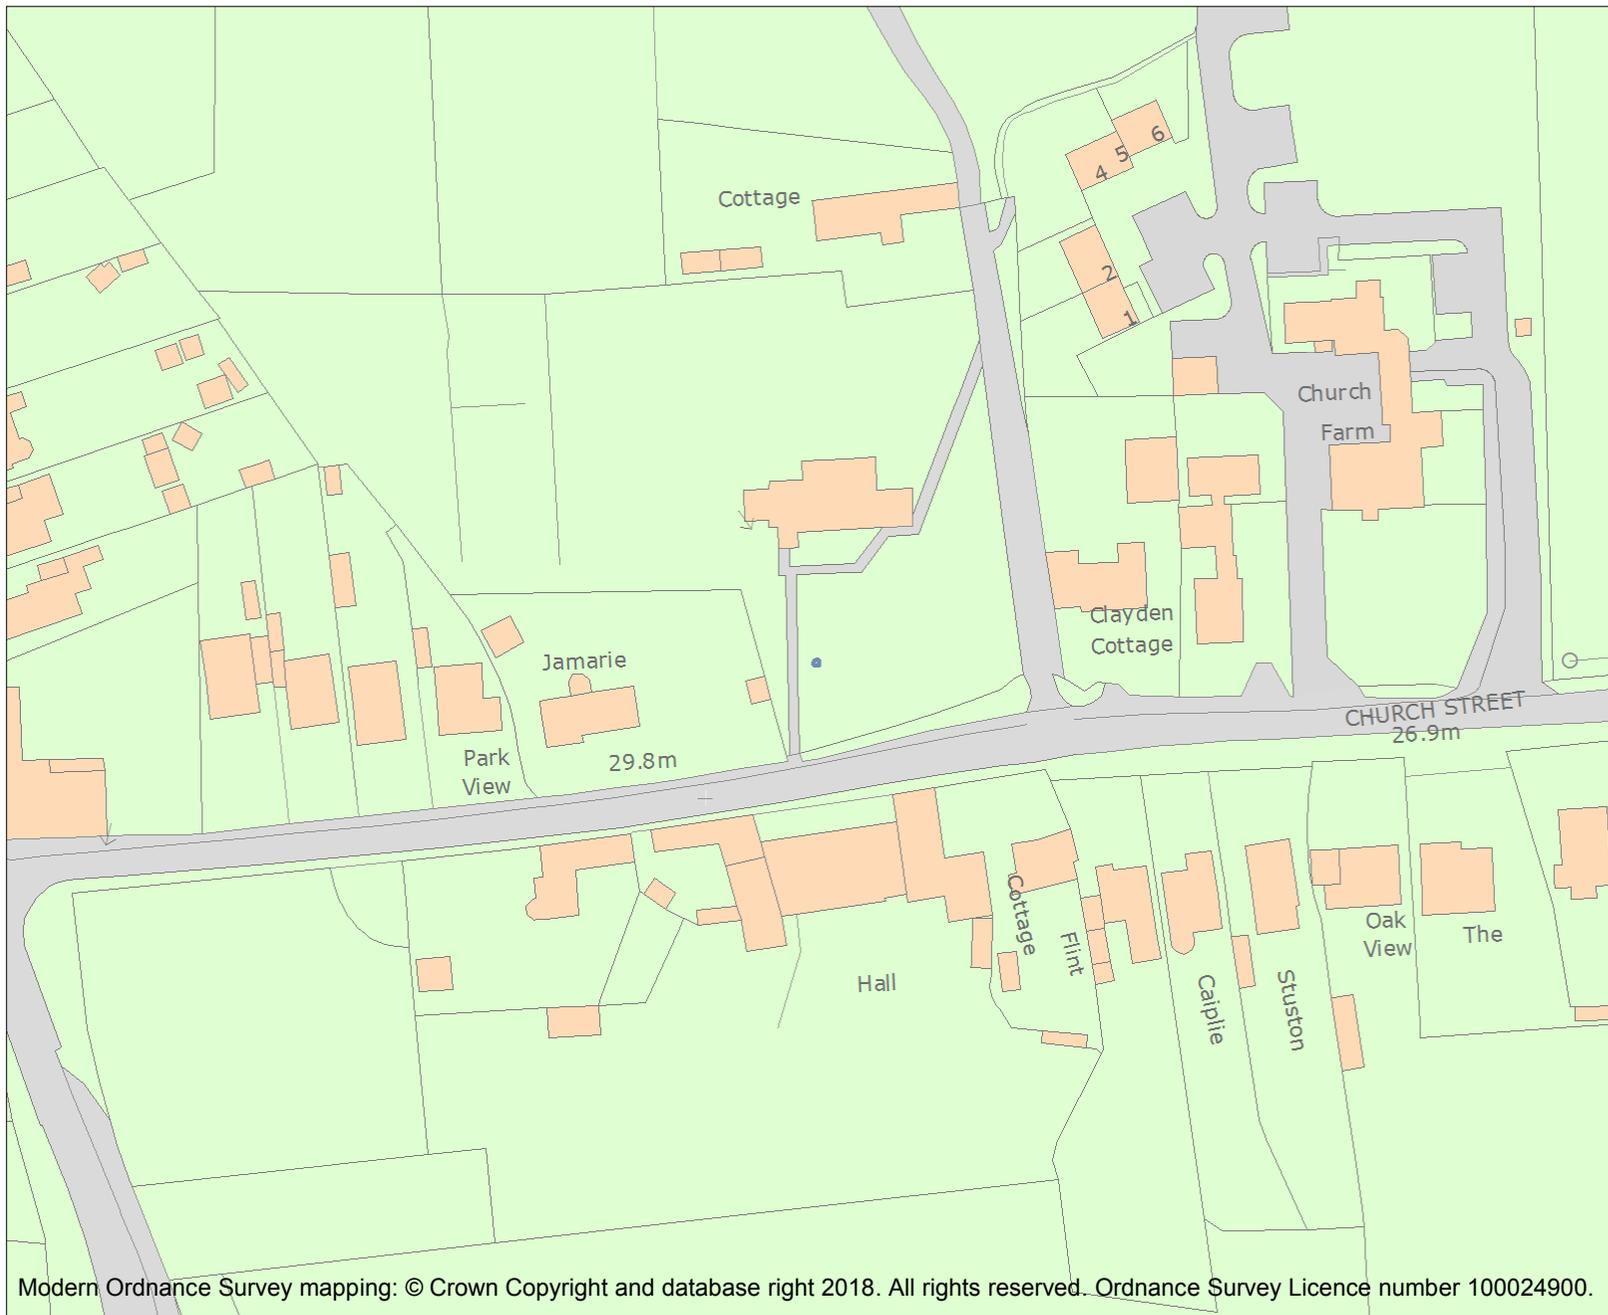 6
5
4
Cottage
2
1
Church
Farm
Clayden
Cottage
Jamarie
CHURCH STREET
26.9m
Park
View
29.8m
Cottage
Flint
Oak
View
The
Hall
Caiplie
Stuston
Modern Ordnance Survey mapping: © Crown Copyright and database right 2018. All rights reserved. Ordnance Survey Licence number 100024900.